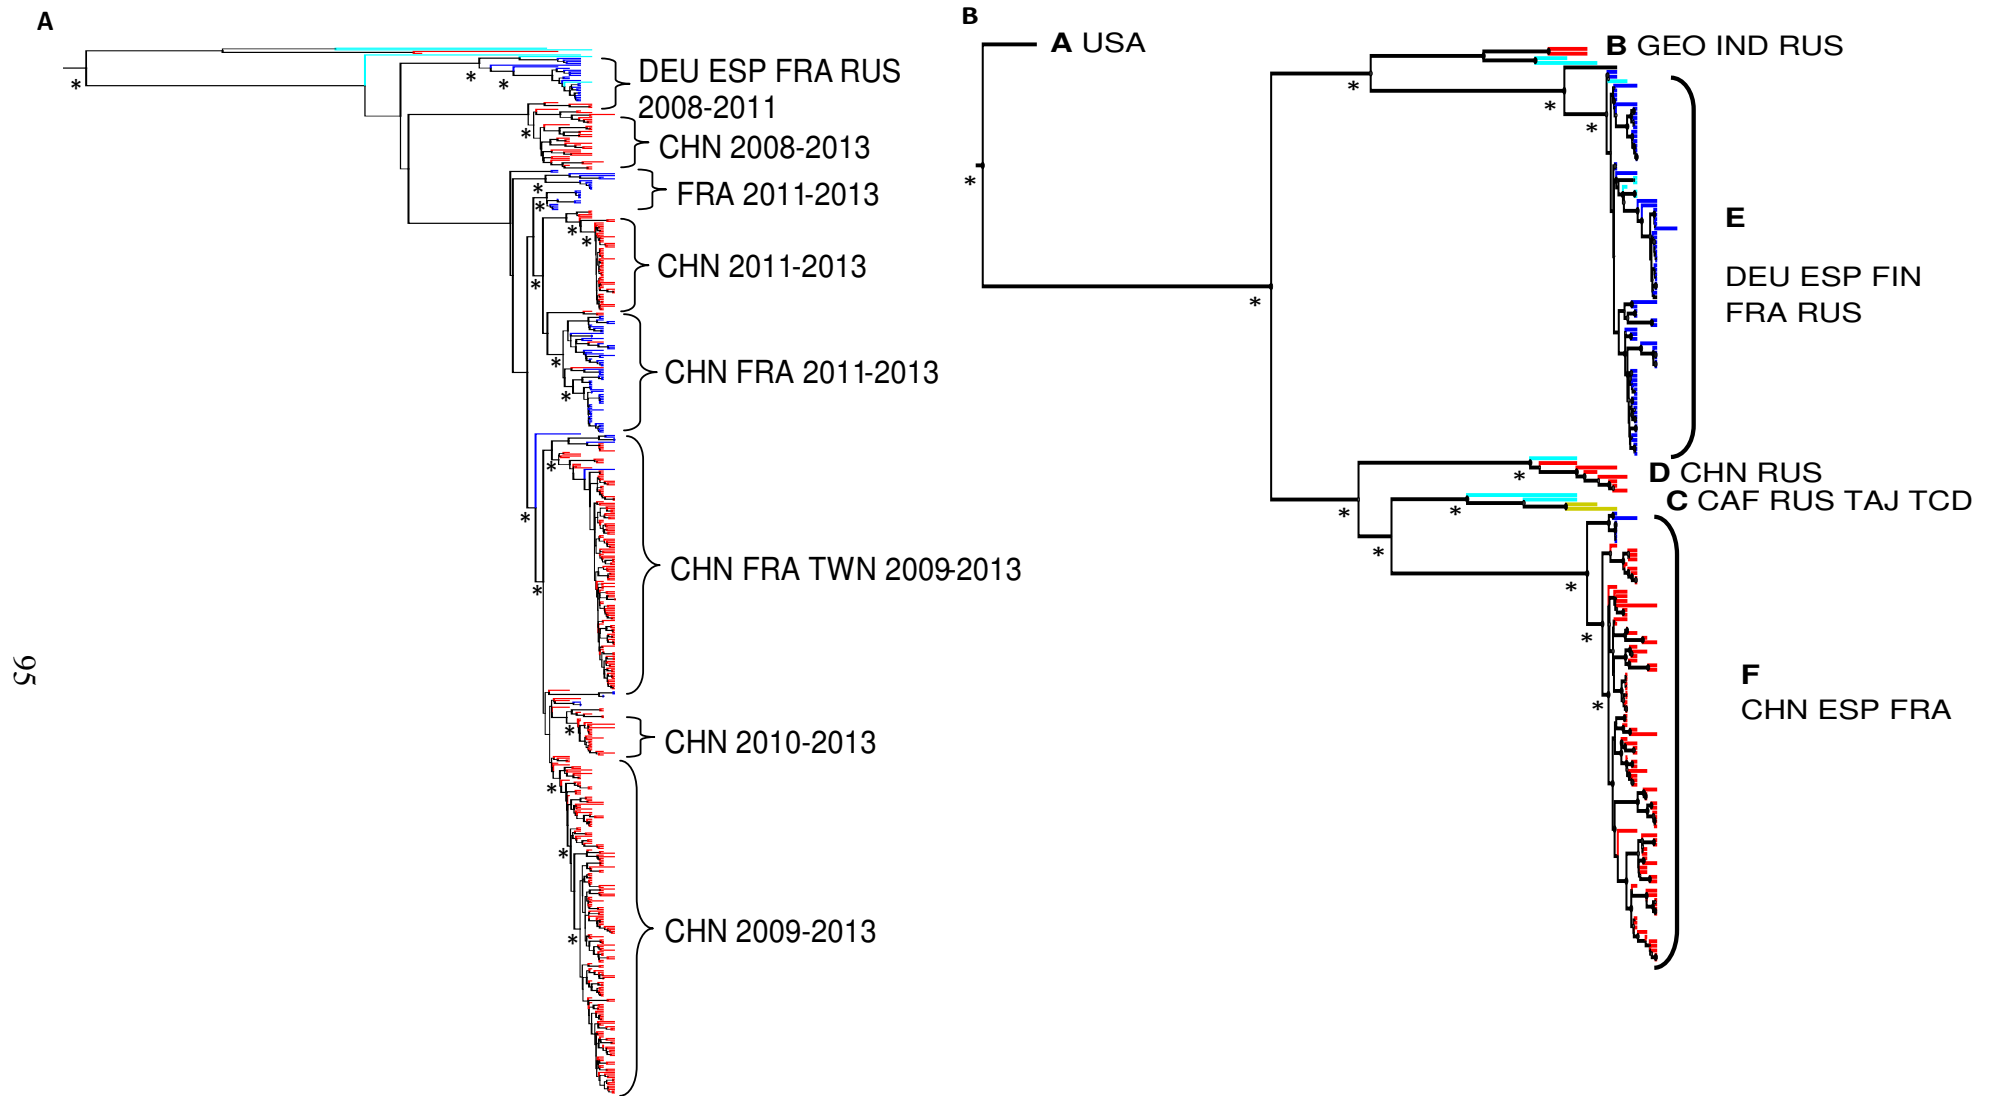 A
DEU ESP FRA RUS
2008-2011
CHN 2008-2013
FRA 2011-2013
CHN 2011-2013
CHN FRA 2011-2013
CHN FRA TWN 2009-2013
CHN 2010-2013
CHN 2009-2013
B
A USA
B GEO IND RUS
E
DEU ESP FIN
FRA RUS
D CHN RUS
C CAF RUS TAJ TCD
F
CHN ESP FRA
95